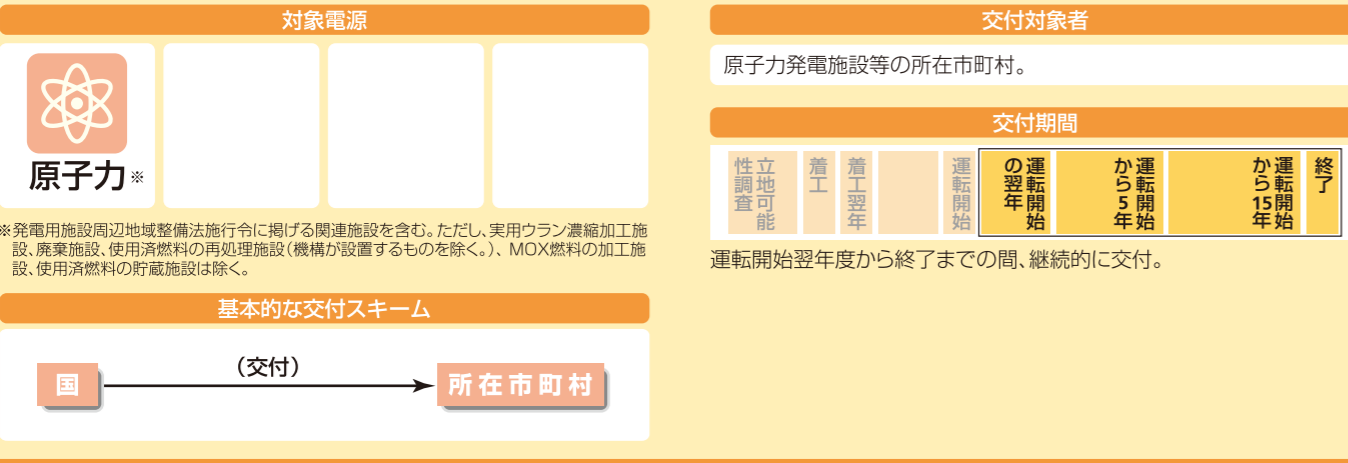 対象電源
原子力※
※発電用施設周辺地域整備法施行令に掲げる関連施設を含む。ただし、実用ウラン濃縮加工施
設、廃棄施設、使用済燃料の再処理施設（機構が設置するものを除く。）、MOX燃料の加工施
設、使用済燃料の貯蔵施設は除く。
基本的な交付スキーム
国
（交付）
所在市町村
交付対象者
原子力発電施設等の所在市町村。
交付期間
立地可能
性調査
着工
着工翌年
運転開始
運転開始
の翌年
運転開始
から5年
運転開始
から15年
終了
運転開始翌年度から終了までの間、継続的に交付。